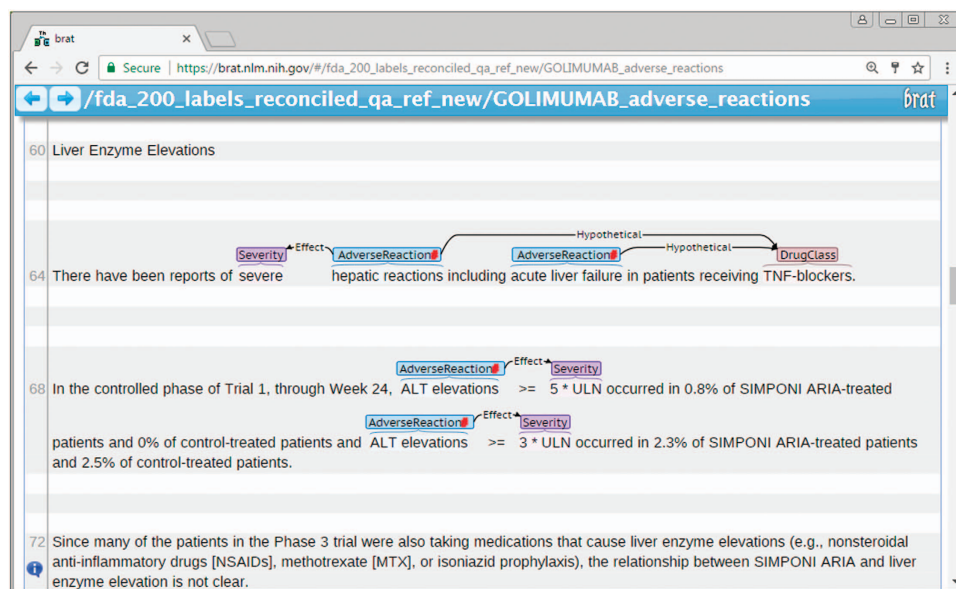 brat
Secure | https://brat.nlm.nih.gov/#/fda_200_labels_reconciled_qa_ref_new/GOLIMUMAB_adverse_reactions
/fda_200_labels_reconciled_qa_ref_new/GOLIMUMAB_adverse_reactions brat
60 Liver Enzyme Elevations
Hypothetical
Severity Effect AdverseReaction AdverseReaction Hypothetical DrugClass
64 There have been reports of severe hepatic reactions including acute liver failure in patients receiving TNF-blockers.
AdverseReaction Effect Severity
68 In the controlled phase of Trial 1, through Week 24, ALT elevations >= 5 * ULN occurred in 0.8% of SIMPONI ARIA-treated
AdverseReaction Effect Severity
patients and 0% of control-treated patients and ALT elevations >= 3 * ULN occurred in 2.3% of SIMPONI ARIA-treated patients
and 2.5% of control-treated patients.
72 Since many of the patients in the Phase 3 trial were also taking medications that cause liver enzyme elevations (e.g., nonsteroidal
anti-inflammatory drugs [NSAIDs], methotrexate [MTX], or isoniazid prophylaxis), the relationship between SIMPONI ARIA and liver
enzyme elevation is not clear.